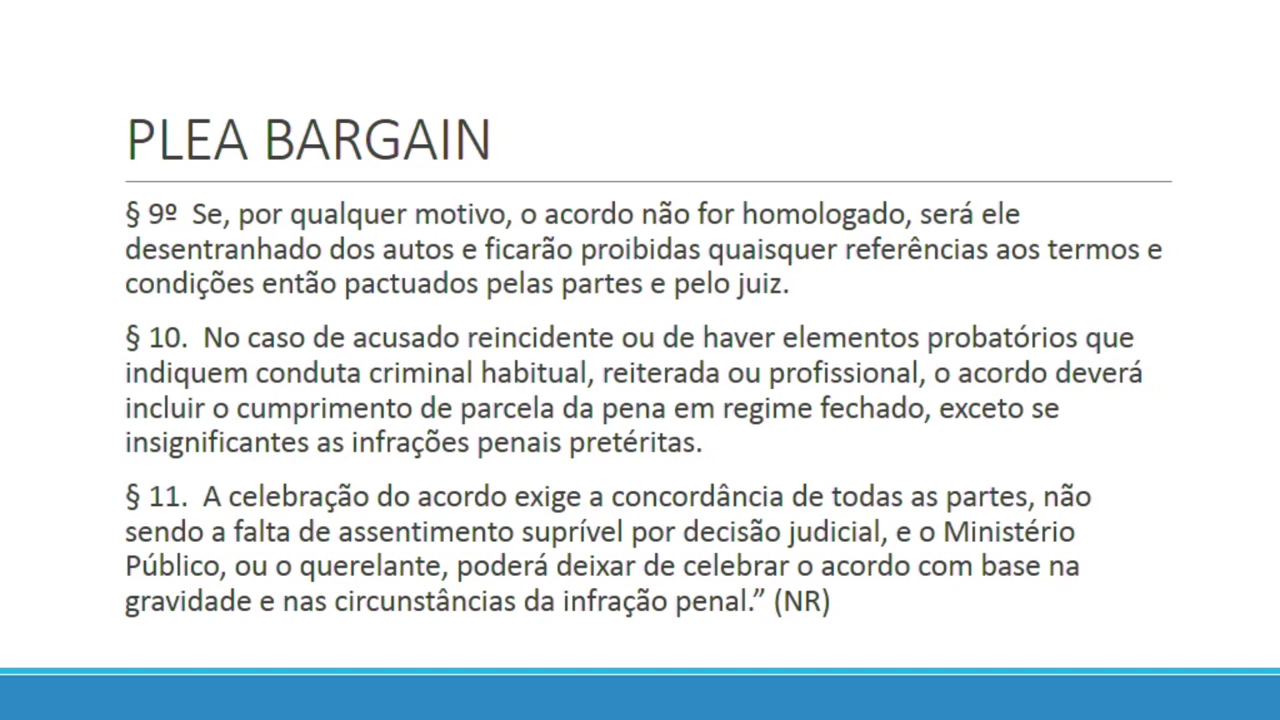 PLEA BARGAIN
§ 9º  Se, por qualquer motivo, o acordo não for homologado, será ele
desentranhado dos autos e ficarão proibidas quaisquer referências aos termos e
condições então pactuados pelas partes e pelo juiz.
§ 10.  No caso de acusado reincidente ou de haver elementos probatórios que
indiquem conduta criminal habitual, reiterada ou profissional, o acordo deverá
incluir o cumprimento de parcela da pena em regime fechado, exceto se
insignificantes as infrações penais pretéritas.
§ 11.  A celebração do acordo exige a concordância de todas as partes, não
sendo a falta de assentimento suprível por decisão judicial, e o Ministério
Público, ou o querelante, poderá deixar de celebrar o acordo com base na
gravidade e nas circunstâncias da infração penal.” (NR)